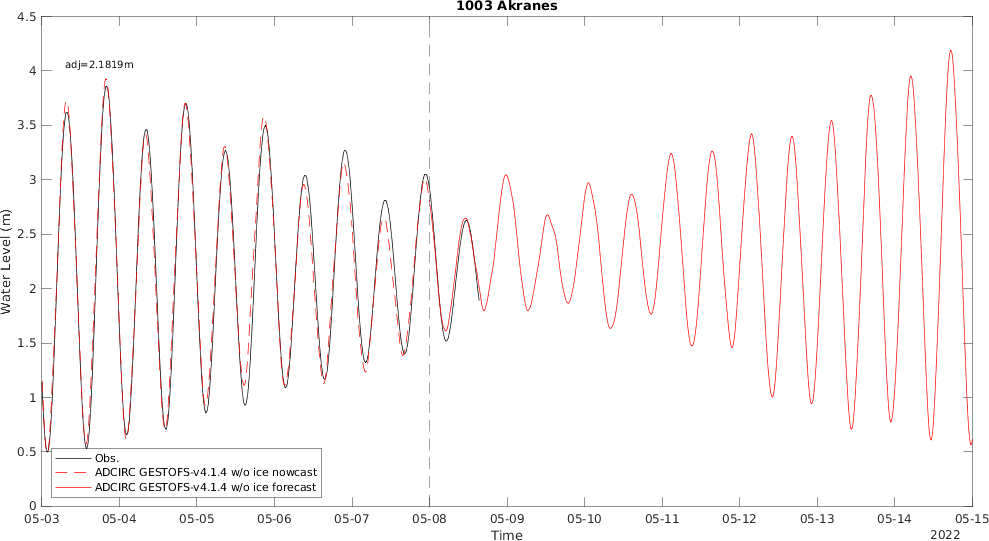 1003 Akranes
4.5
adj=2.1819m
4
3.5
3
2.5
2
1.5
1
0.5
0
Water Level (m)
Obs.
ADCIRC GESTOFS-v4.1.4 w/o ice nowcast
ADCIRC GESTOFS-v4.1.4 w/o ice forecast
05-03 05-04 05-05 05-06 05-07 05-08 05-09 05-10 05-11 05-12 05-13 05-14 05-15
Time
2022